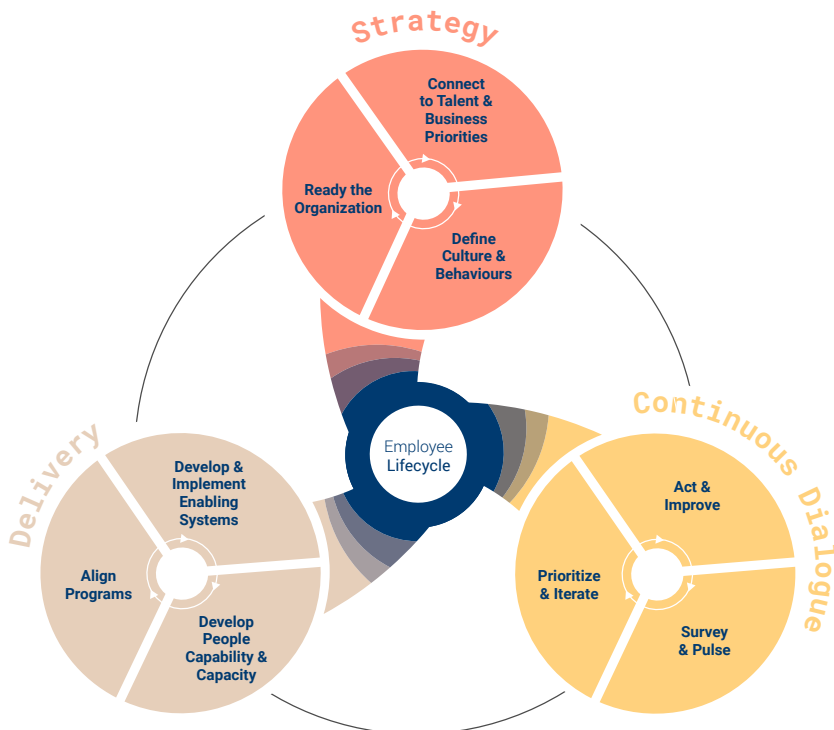 Strategy
Connect
to Talent &
Business
Priorities
Ready the
Organization
Define
Culture &
Behaviours
Employee
Lifecycle
Delivery
Develop &
Implement
Enabling
Systems
Align
Programs
Develop
People
Capability &
Capacity
Continuous Dialogue
Act &
Improve
Prioritize
& Iterate
Survey
& Pulse